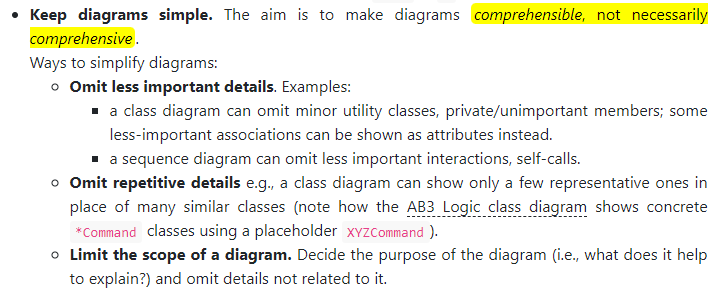 Keep diagrams simple. The aim is to make diagrams comprehensible, not necessarily
comprehensive.
Ways to simplify diagrams:
Omit less important details. Examples:
a class diagram can omit minor utility classes, private/unimportant members; some
less-important associations can be shown as attributes instead.
a sequence diagram can omit less important interactions, self-calls.
Omit repetitive details e.g., a class diagram can show only a few representative ones in
place of many similar classes (note how the AB3 Logic class diagram shows concrete
*Command classes using a placeholder XYZCommand ).
Limit the scope of a diagram. Decide the purpose of the diagram (i.e., what does it help
to explain?) and omit details not related to it.